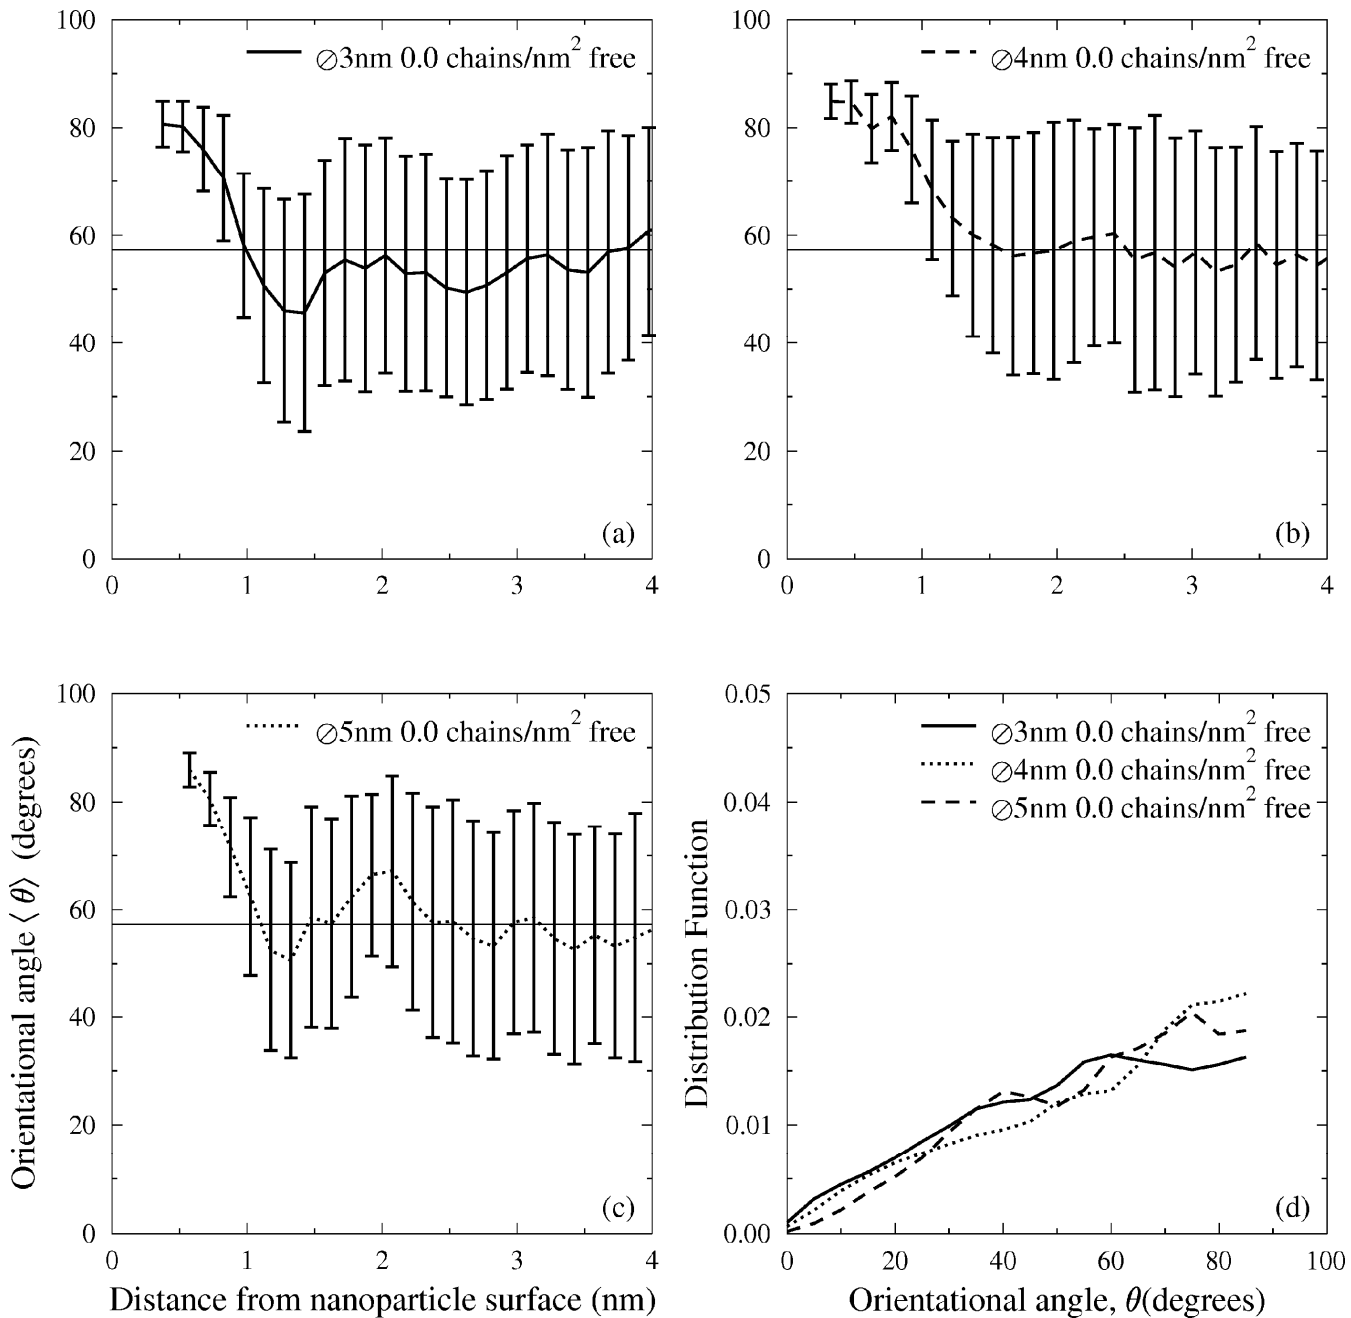 100
80
60
40
20
0
0 1 2 3 4
∅3nm 0.0 chains/nm² free
(a)
100
80
60
40
20
0
0 1 2 3 4
∅4nm 0.0 chains/nm² free
(b)
Orientational angle ⟨ θ⟩ (degrees)
100
80
60
40
20
0
0 1 2 3 4
∅5nm 0.0 chains/nm² free
(c)
Distance from nanoparticle surface (nm)
Distribution Function
0.05
0.04
0.03
0.02
0.01
0.00
0 20 40 60 80 100
∅3nm 0.0 chains/nm² free
∅4nm 0.0 chains/nm² free
∅5nm 0.0 chains/nm² free
(d)
Orientational angle, θ(degrees)